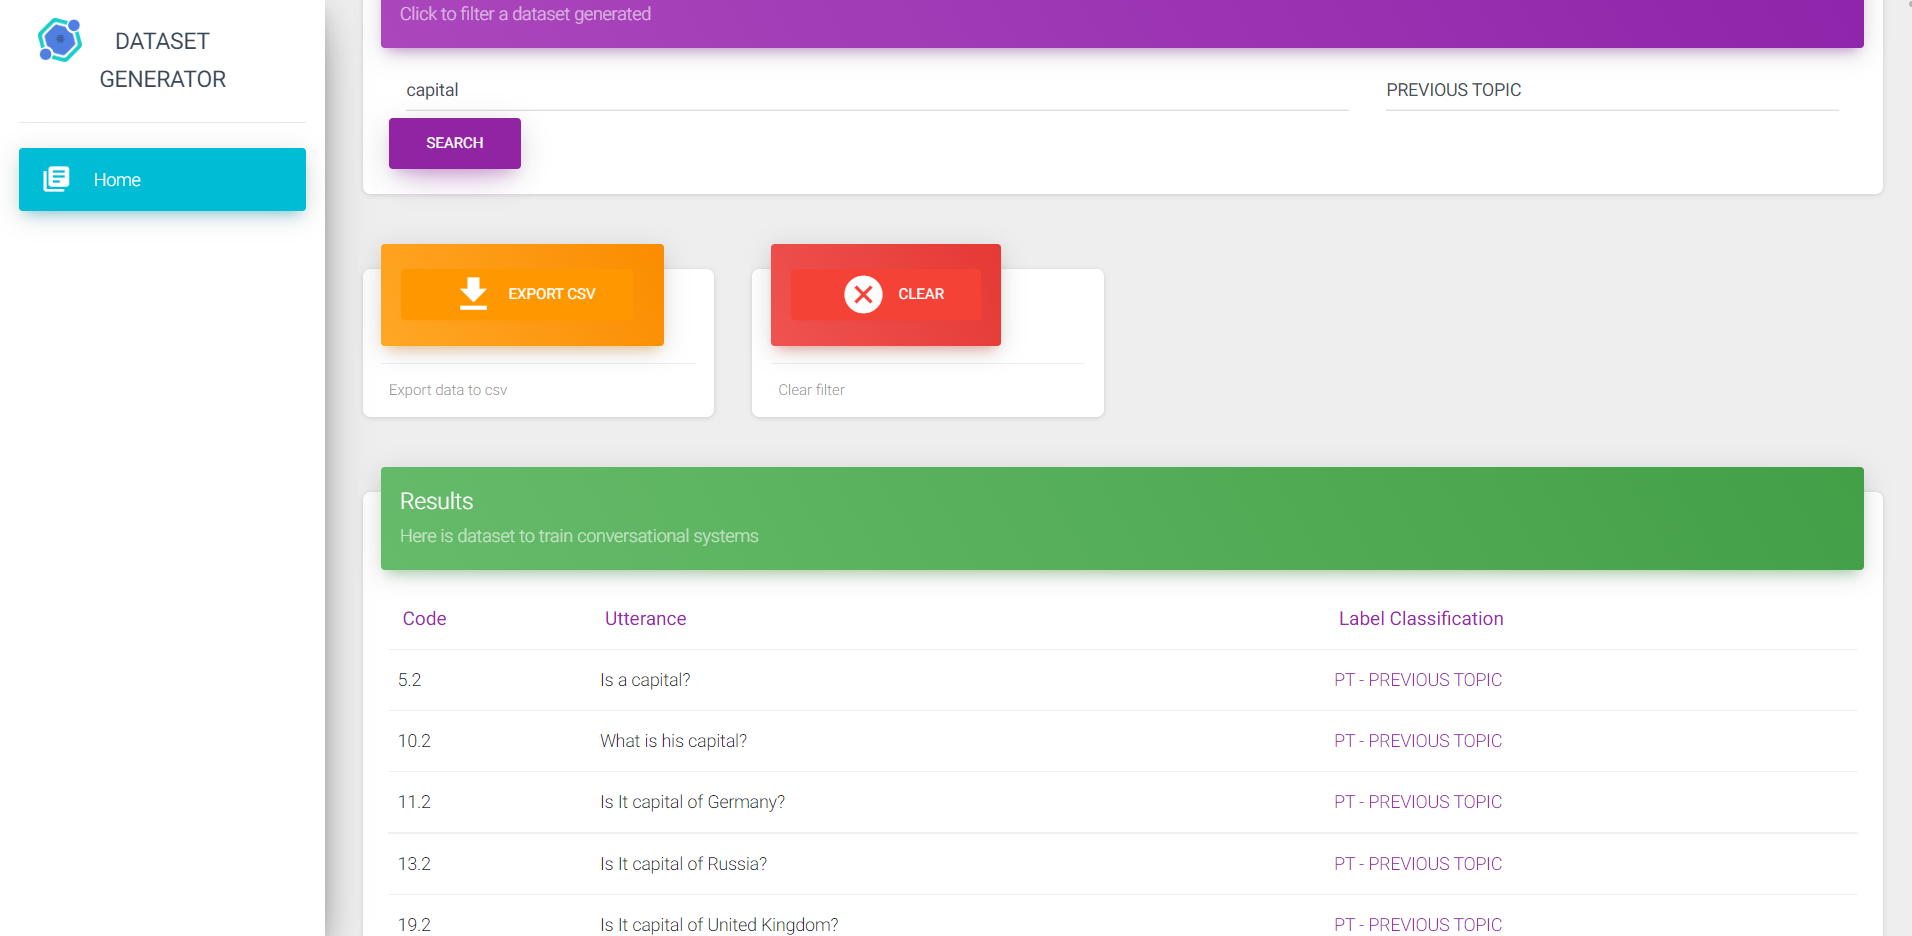 DATASET
GENERATOR
Home
Click to filter a dataset generated
capital
PREVIOUS TOPIC
SEARCH
EXPORT CSV
CLEAR
Export data to csv
Clear filter
Results
Here is dataset to train conversational systems
Code Utterance Label Classification
5.2 Is a capital? PT - PREVIOUS TOPIC
10.2 What is his capital? PT - PREVIOUS TOPIC
11.2 Is It capital of Germany? PT - PREVIOUS TOPIC
13.2 Is It capital of Russia? PT - PREVIOUS TOPIC
19.2 Is It capital of United Kingdom? PT - PREVIOUS TOPIC